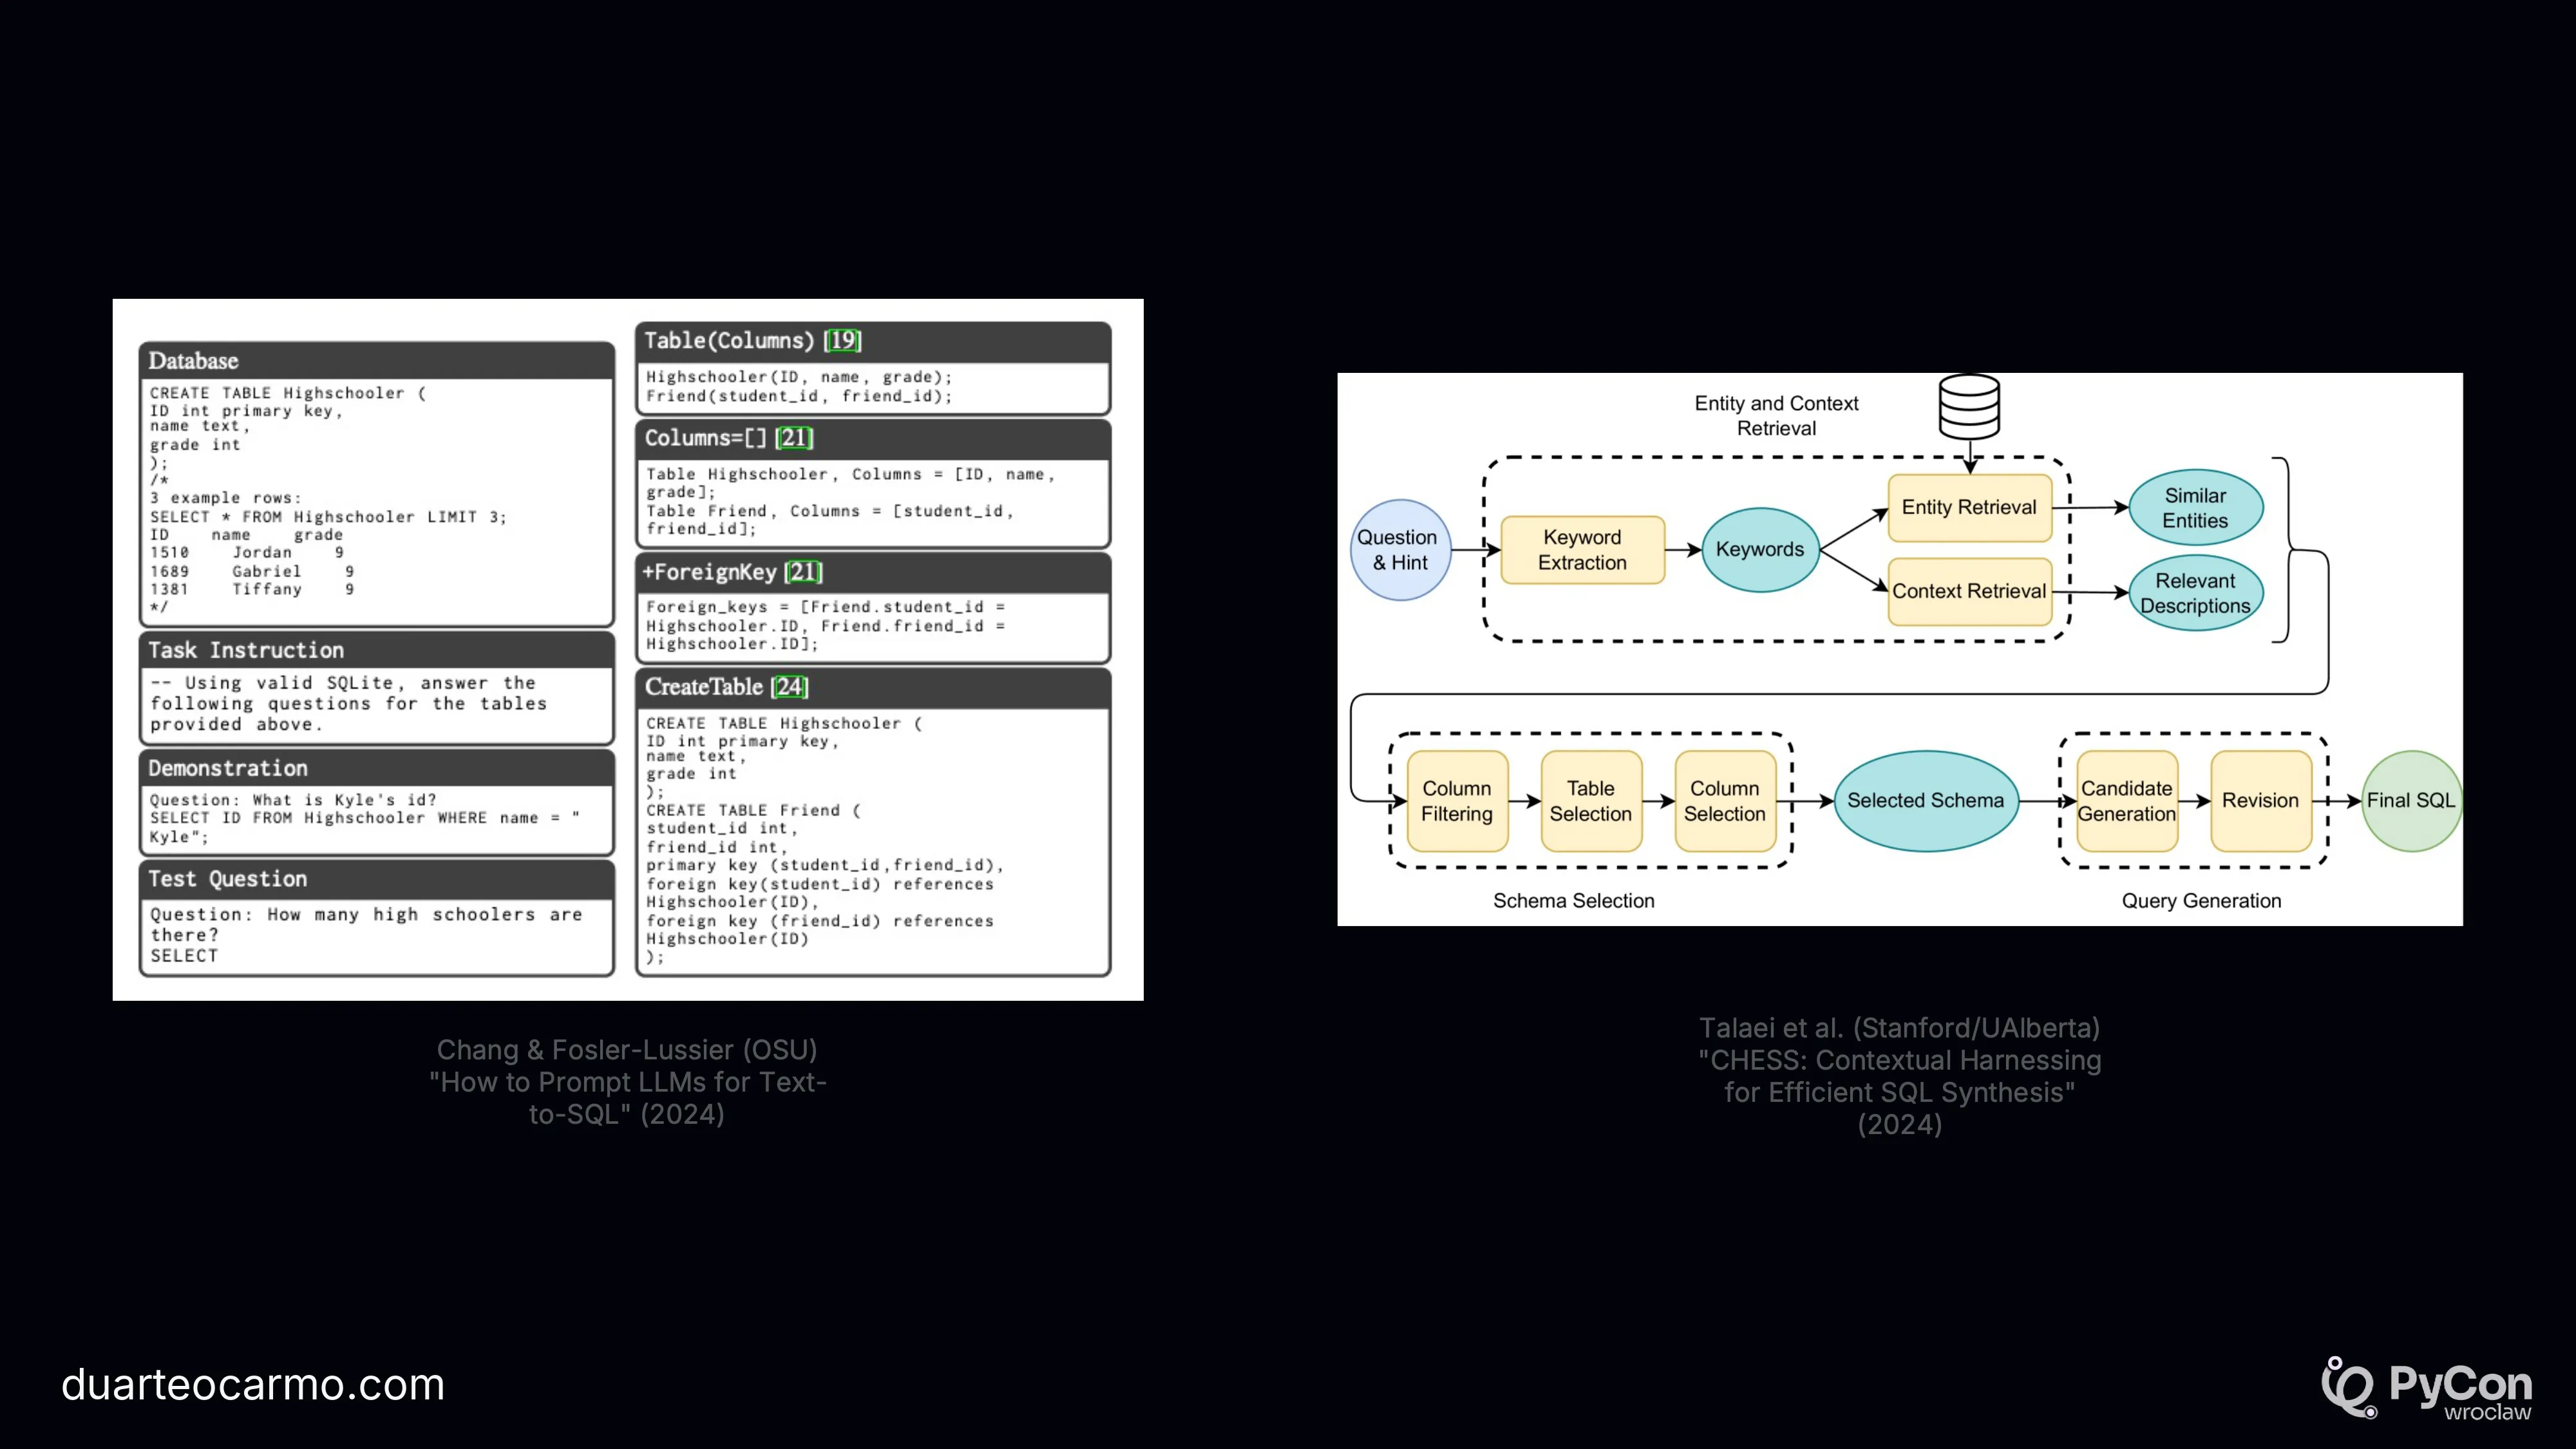 Database
CREATE TABLE Highschooler (
ID int primary key,
name text,
grade int
);
/*
3 example rows:
SELECT * FROM Highschooler LIMIT 3;
ID name grade
1510 Jordan 9
1689 Gabriel 9
1381 Tiffany 9
*/
Task Instruction
-- Using valid SQLite, answer the
following questions for the tables
provided above.
Demonstration
Question: What is Kyle's id?
SELECT ID FROM Highschooler WHERE name = "
Kyle";
Test Question
Question: How many high schoolers are
there?
SELECT
Table(Columns) [19]
Highschooler(ID, name, grade);
Friend(student_id, friend_id);
Columns=[] [21]
Table Highschooler, Columns = [ID, name,
grade];
Table Friend, Columns = [student_id,
friend_id];
+ForeignKey [21]
Foreign_keys = [Friend.student_id =
Highschooler.ID, Friend.friend_id =
Highschooler.ID];
CreateTable [24]
CREATE TABLE Highschooler (
ID int primary key,
name text,
grade int
);
CREATE TABLE Friend (
student_id int,
friend_id int,
primary key (student_id,friend_id),
foreign key(student_id) references
Highschooler(ID),
foreign key (friend_id) references
Highschooler(ID)
);
Chang & Fosler-Lussier (OSU)
"How to Prompt LLMs for Text-
to-SQL" (2024)
Entity and Context
Retrieval
Question
& Hint
Keyword
Extraction
Keywords
Entity Retrieval
Context Retrieval
Similar
Entities
Relevant
Descriptions
Column
Filtering
Table
Selection
Column
Selection
Selected Schema
Candidate
Generation
Revision
Final SQL
Schema Selection
Query Generation
Talaei et al. (Stanford/UAlberta)
"CHESS: Contextual Harnessing
for Efficient SQL Synthesis"
(2024)
duarteocarmo.com
PyCon
wroclaw